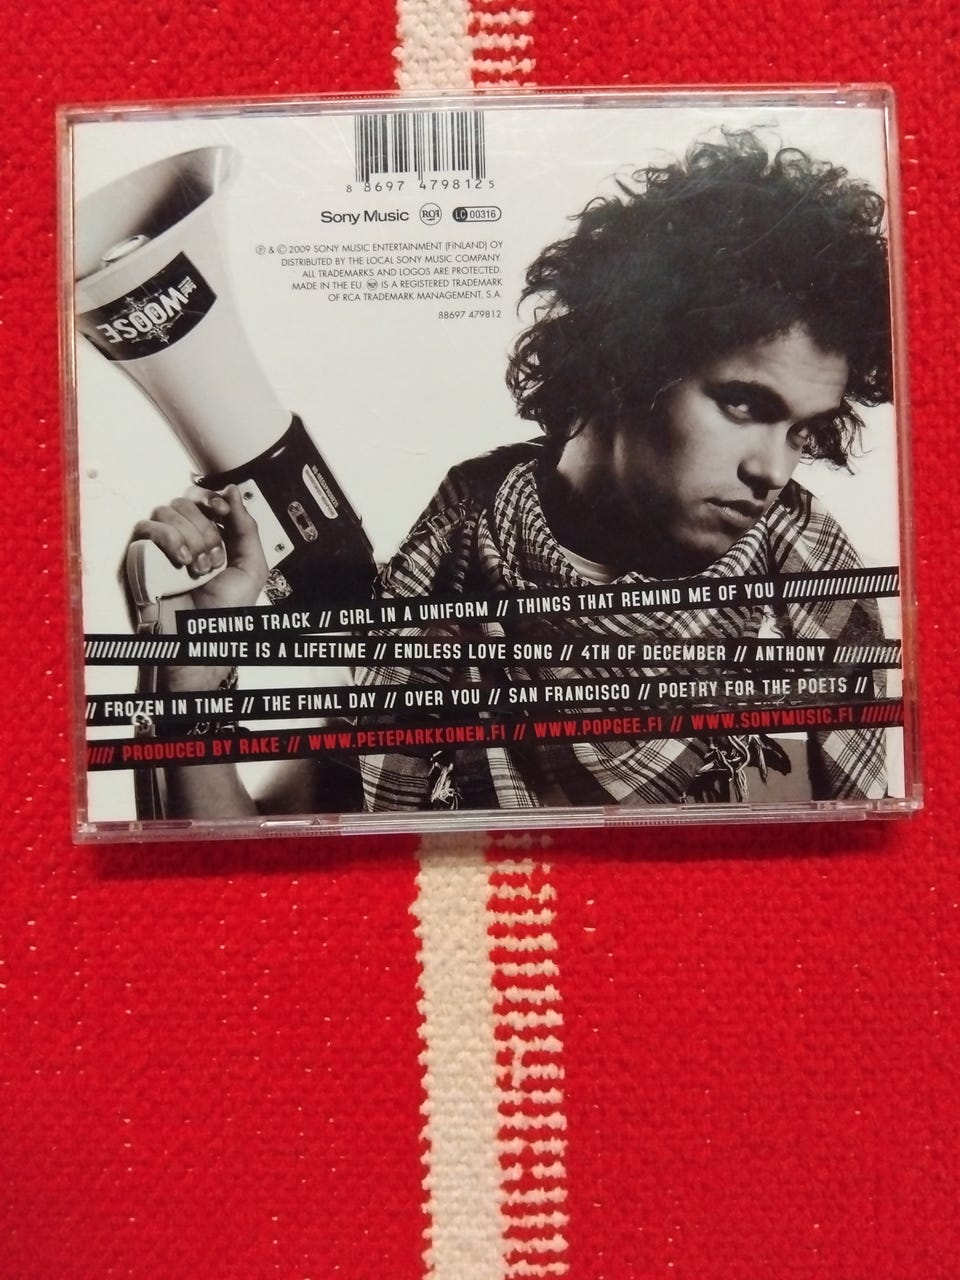 8 8697 479812 5
Sony Music RCA LC 00316
Ⓟ & © 2009 SONY MUSIC ENTERTAINMENT (FINLAND) OY
DISTRIBUTED BY THE LOCAL SONY MUSIC COMPANY.
ALL TRADEMARKS AND LOGOS ARE PROTECTED.
MADE IN THE EU. RCA IS A REGISTERED TRADEMARK
OF RCA TRADEMARK MANAGEMENT, S.A.
88697 479812
WOOSE
OPENING TRACK // GIRL IN A UNIFORM // THINGS THAT REMIND ME OF YOU
MINUTE IS A LIFETIME // ENDLESS LOVE SONG // 4TH OF DECEMBER // ANTHONY
// FROZEN IN TIME // THE FINAL DAY // OVER YOU // SAN FRANCISCO // POETRY FOR THE POETS //
PRODUCED BY RAKE // WWW.PETEPARKKONEN.FI // WWW.POPGEE.FI // WWW.SONYMUSIC.FI